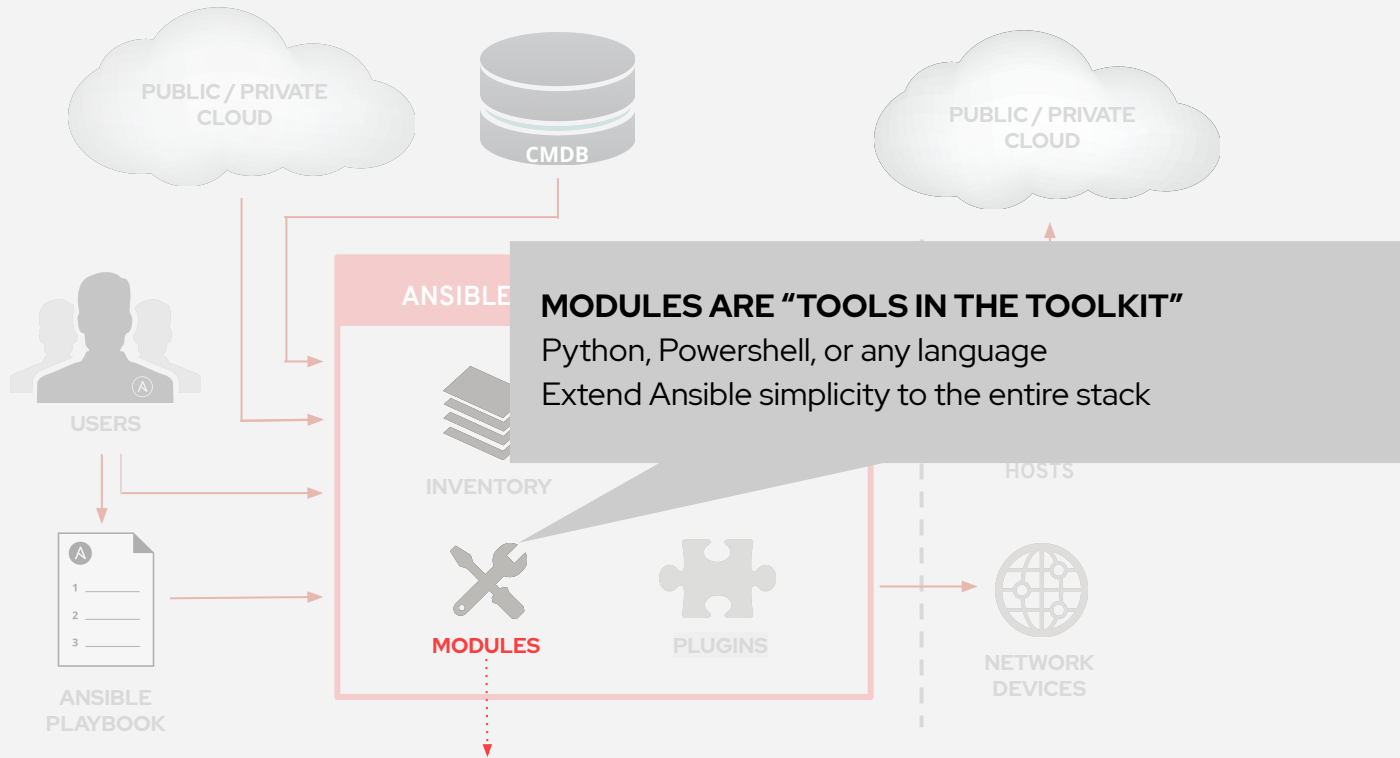 PUBLIC / PRIVATE
CLOUD
CMDB
PUBLIC / PRIVATE
CLOUD
ANSIBLE
MODULES ARE “TOOLS IN THE TOOLKIT”
Python, Powershell, or any language
Extend Ansible simplicity to the entire stack
USERS
INVENTORY
HOSTS
1
2
3
MODULES
PLUGINS
NETWORK
DEVICES
ANSIBLE
PLAYBOOK